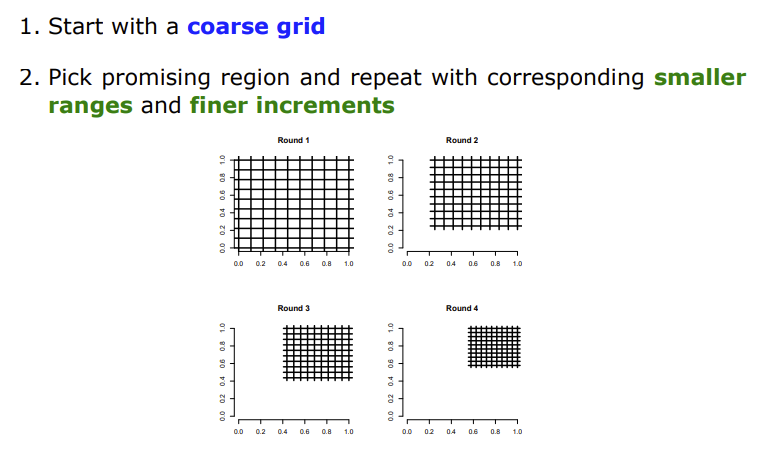 1. Start with a coarse grid
2. Pick promising region and repeat with corresponding smaller
ranges and finer increments
Round 1
1.0
0.8
0.6
0.4
0.2
0.0
0.0 0.2 0.4 0.6 0.8 1.0
Round 2
1.0
0.8
0.6
0.4
0.2
0.0
0.0 0.2 0.4 0.6 0.8 1.0
Round 3
1.0
0.8
0.6
0.4
0.2
0.0
0.0 0.2 0.4 0.6 0.8 1.0
Round 4
1.0
0.8
0.6
0.4
0.2
0.0
0.0 0.2 0.4 0.6 0.8 1.0